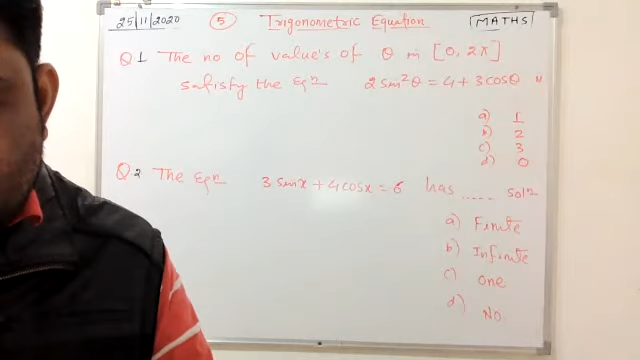 25|11|2020 5 Trigonometric Equation MATHS
Q1 The no of value's of θ in [0, 2π]
satisfy the Eqn 2 sin²θ = 4 + 3 cosθ
a) 1
b) 2
c) 3
d) 0
Q2 The Eqn 3 sinx + 4 cosx = 6 has ..... soln
a) Finite
b) Infinite
c) One
d) No